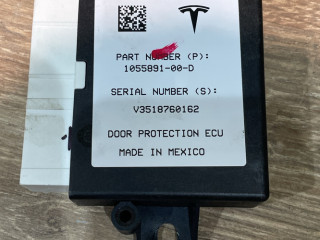 PART NUMBER (P):
1055891-00-D
SERIAL NUMBER (S):
V3518760162
DOOR PROTECTION ECU
MADE IN MEXICO